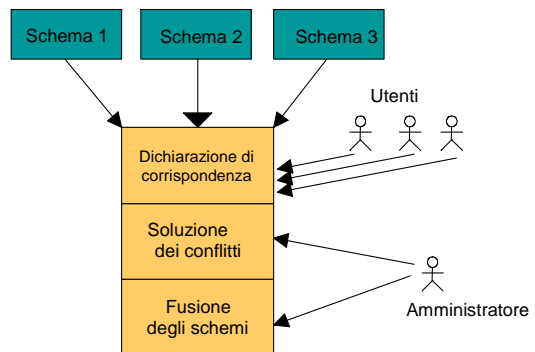 Schema 1
Schema 2
Schema 3
Utenti
Dichiarazione di
corrispondenza
Soluzione
dei conflitti
Fusione
degli schemi
Amministratore